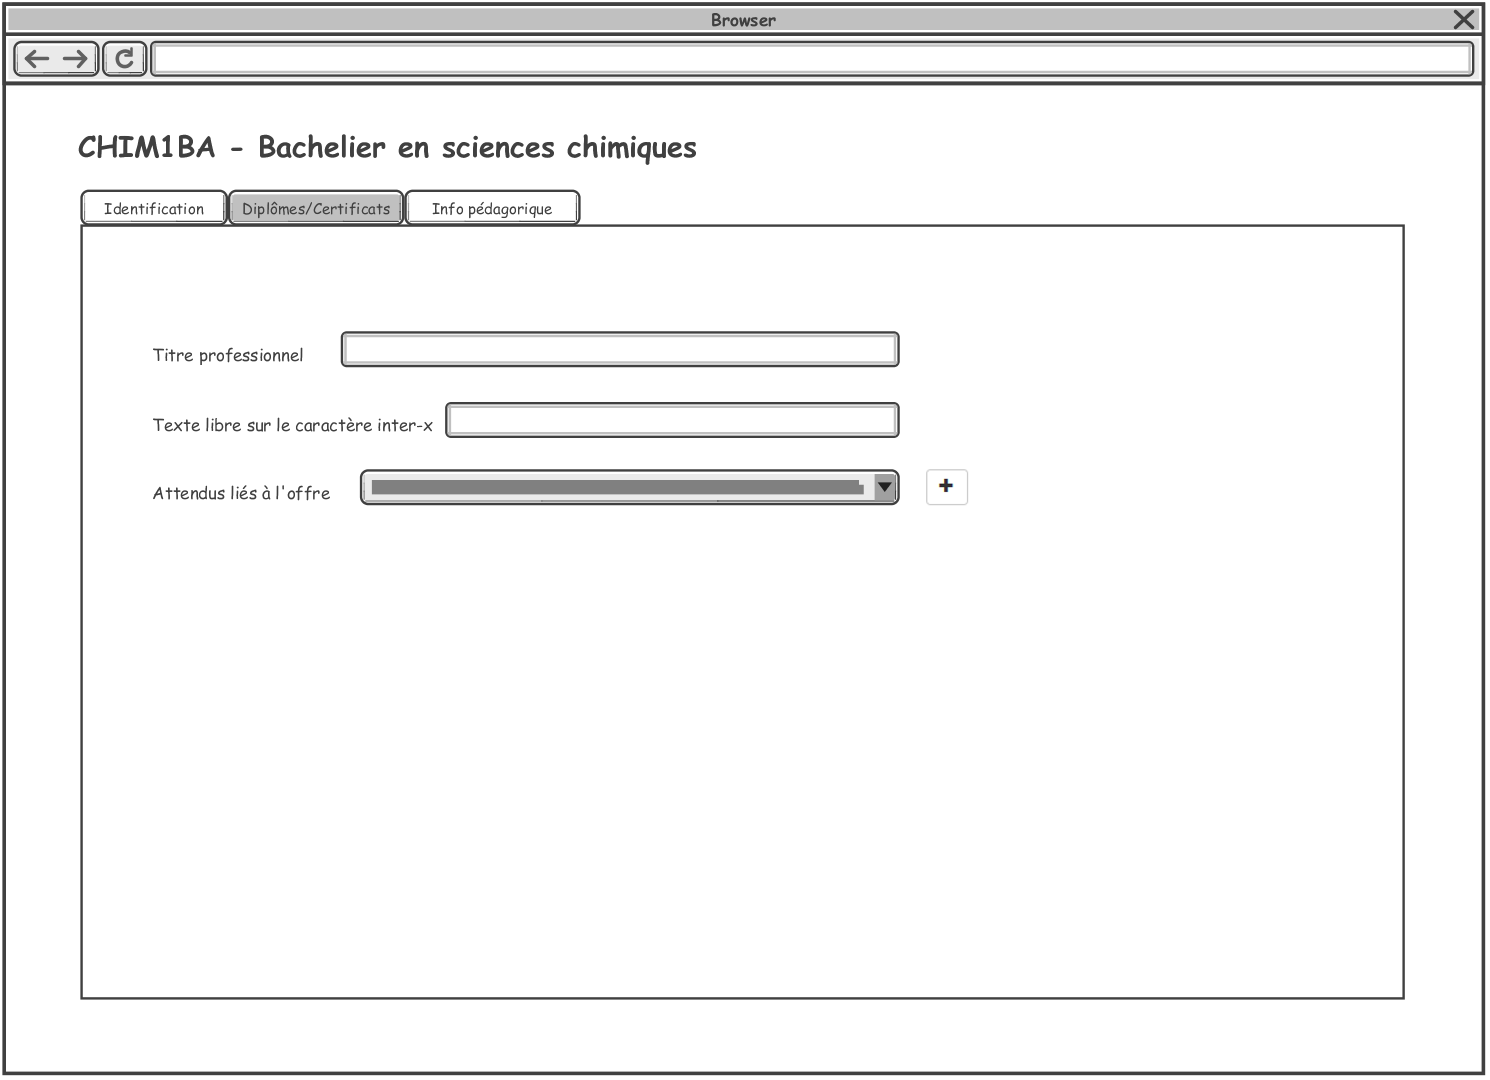 Browser
CHIM1BA - Bachelier en sciences chimiques
Identification Diplômes/Certificats Info pédagorique
Titre professionnel
Texte libre sur le caractère inter-x
Attendus liés à l'offre